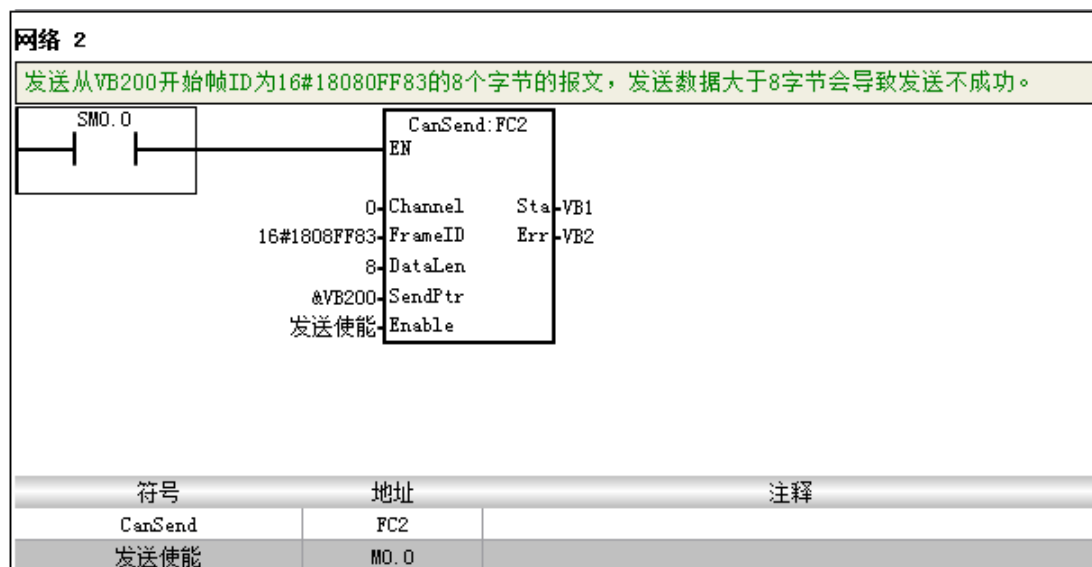 网络 2
发送从VB200开始帧ID为16#18080FF83的8个字节的报文，发送数据大于8字节会导致发送不成功。
SM0.0
CanSend:FC2
EN
0 Channel Sta VB1
16#1808FF83 FrameID Err VB2
8 DataLen
&VB200 SendPtr
发送使能 Enable
符号 地址 注释
CanSend FC2
发送使能 M0.0